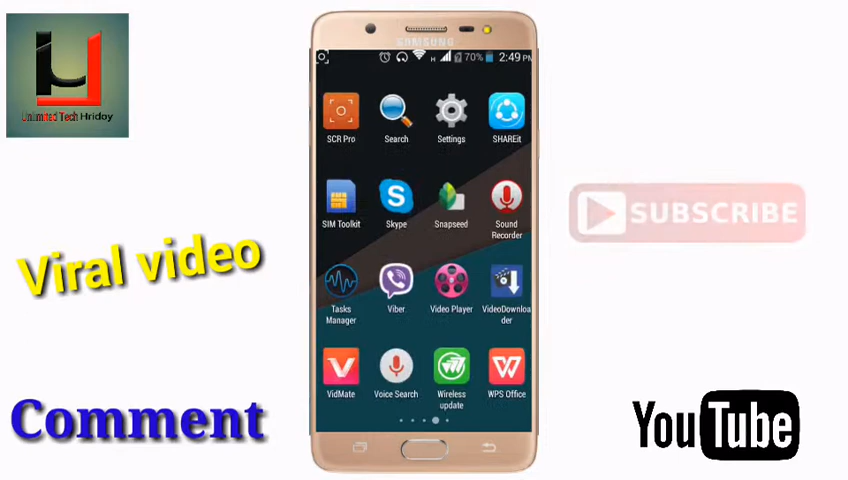 Unlimited Tech Hridoy
Viral video
Comment
SAMSUNG
70% 2:49 PM
SCR Pro
Search
Settings
SHAREit
SIM Toolkit
Skype
Snapseed
Sound
Recorder
Tasks
Manager
Viber
Video Player
VideoDownloa
der
VidMate
Voice Search
Wireless
update
WPS Office
SUBSCRIBE
YouTube